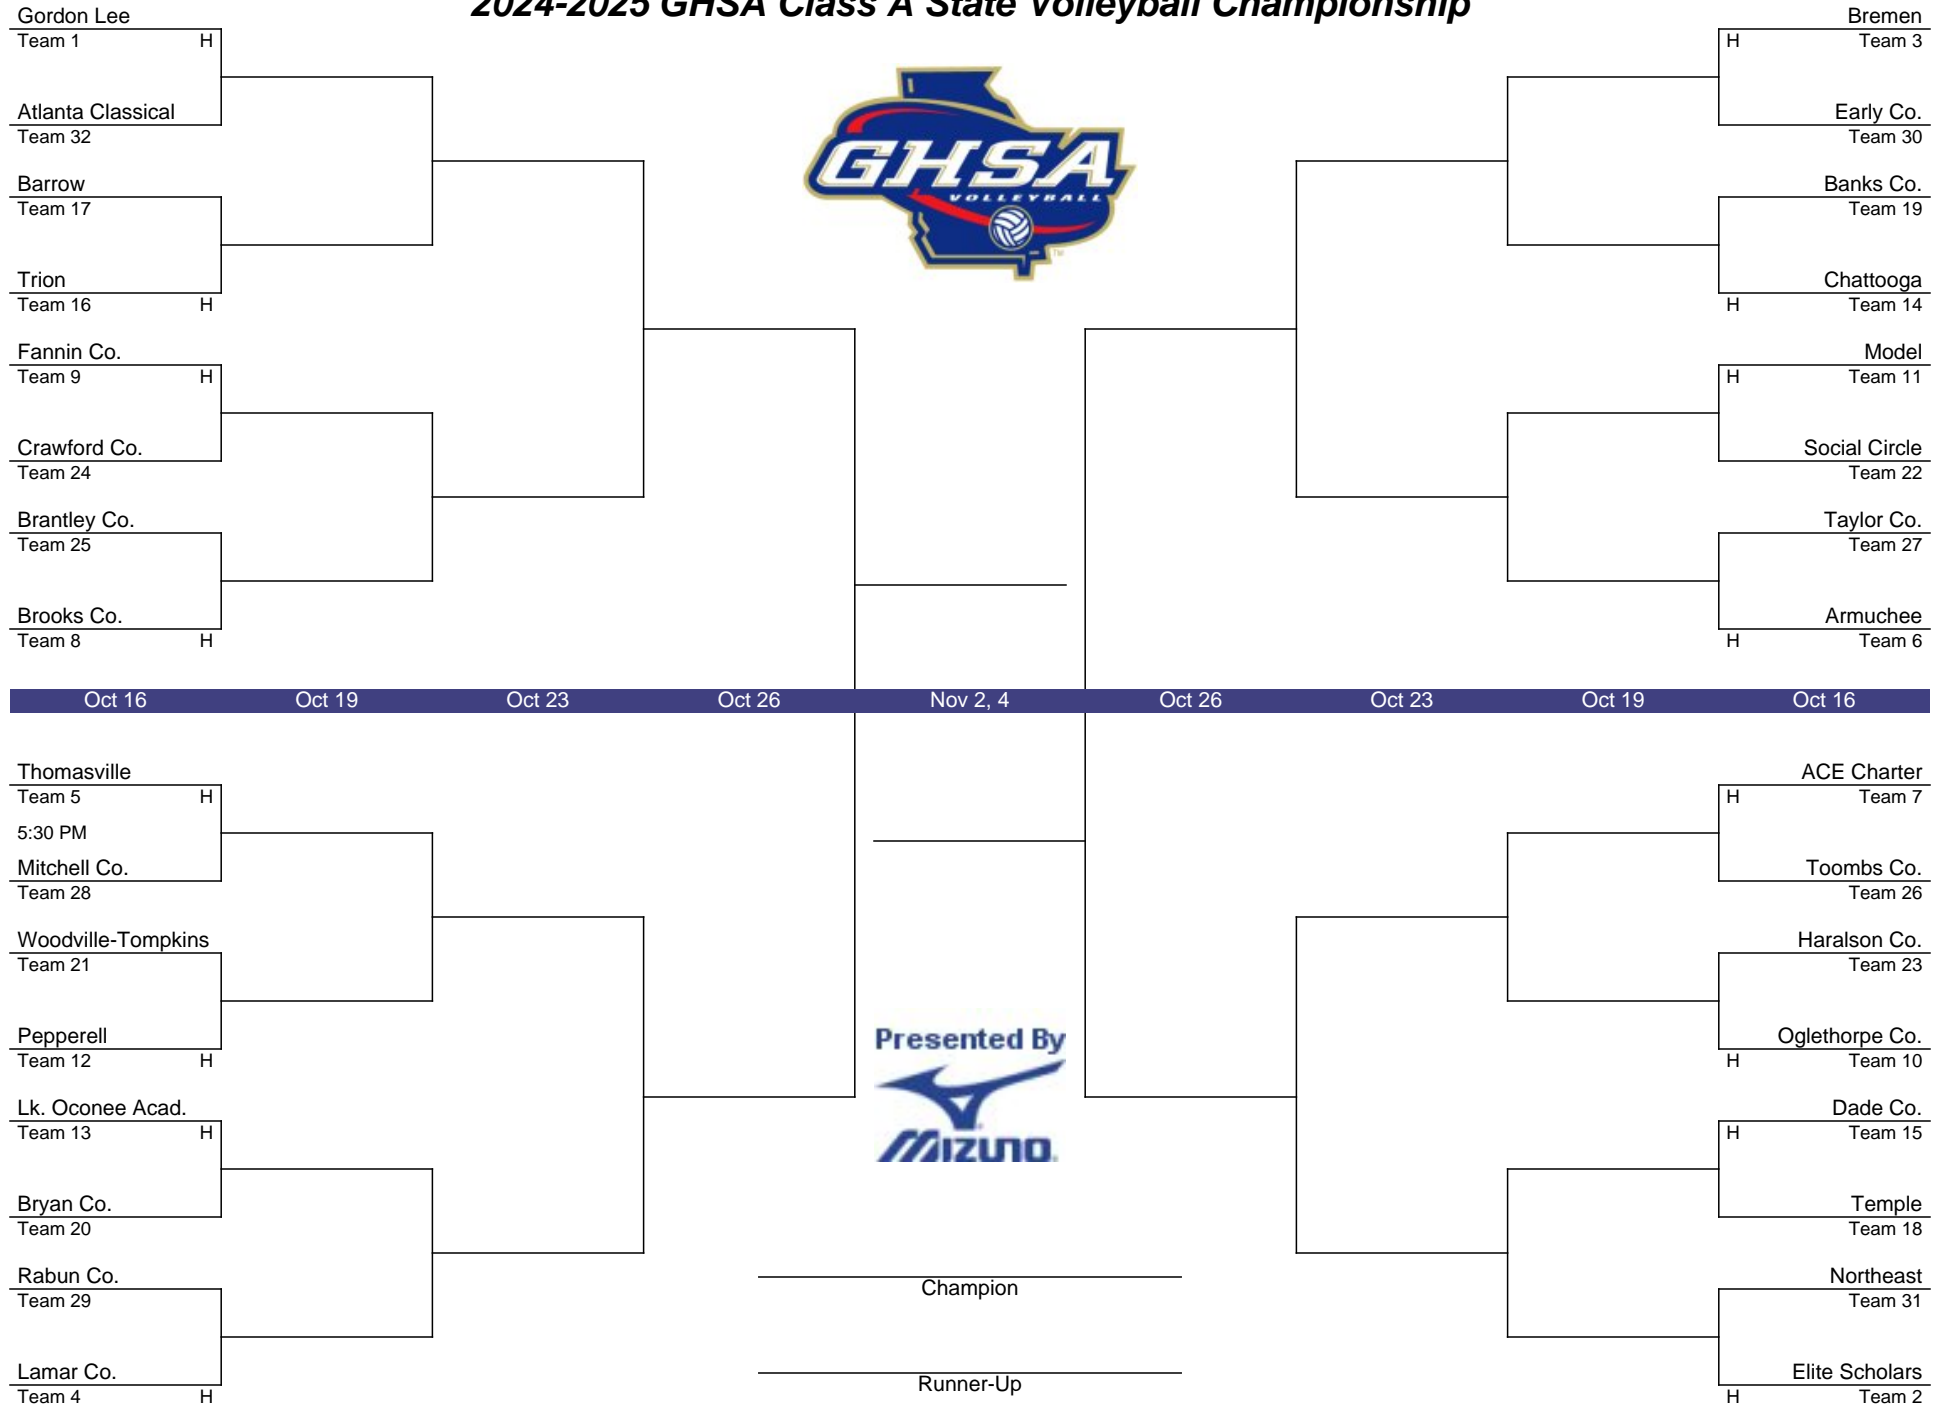 2024-2025 GHSA Class A State Volleyball Championship
Gordon Lee
Team 1 H
Atlanta Classical
Team 32
Barrow
Team 17
Trion
Team 16 H
Fannin Co.
Team 9 H
Crawford Co.
Team 24
Brantley Co.
Team 25
Brooks Co.
Team 8 H
GHSA
VOLLEYBALL
TM
Bremen
H Team 3
Early Co.
Team 30
Banks Co.
Team 19
Chattooga
H Team 14
Model
H Team 11
Social Circle
Team 22
Taylor Co.
Team 27
Armuchee
H Team 6
Oct 16 Oct 19 Oct 23 Oct 26 Nov 2, 4 Oct 26 Oct 23 Oct 19 Oct 16
Thomasville
Team 5 H
5:30 PM
Mitchell Co.
Team 28
Woodville-Tompkins
Team 21
Pepperell
Team 12 H
Lk. Oconee Acad.
Team 13 H
Bryan Co.
Team 20
Rabun Co.
Team 29
Lamar Co.
Team 4 H
Presented By
MIZUNO
Champion
Runner-Up
ACE Charter
H Team 7
Toombs Co.
Team 26
Haralson Co.
Team 23
Oglethorpe Co.
H Team 10
Dade Co.
H Team 15
Temple
Team 18
Northeast
Team 31
Elite Scholars
H Team 2